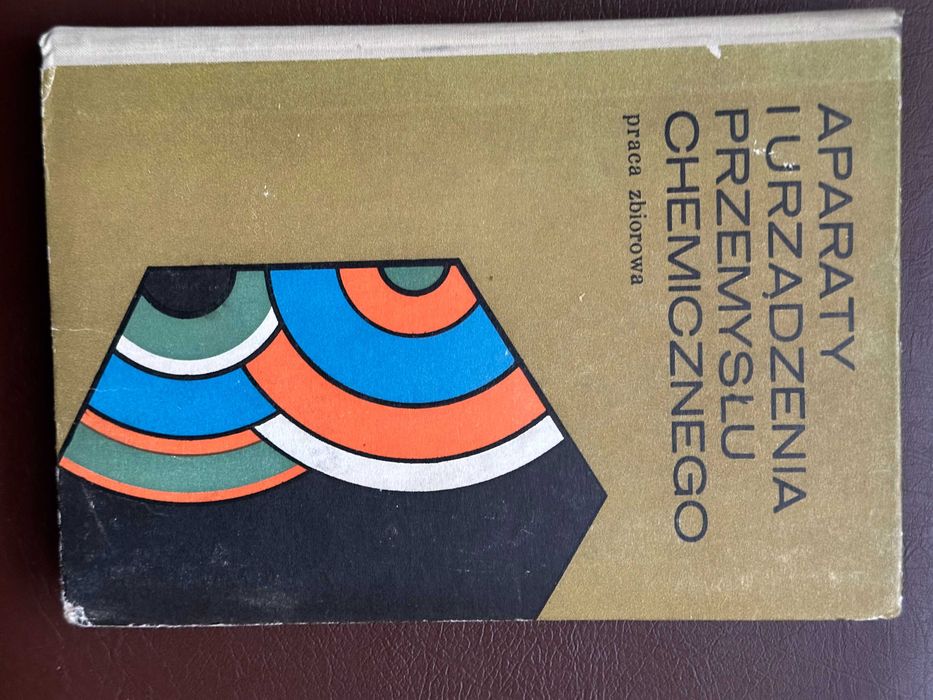 APARATY
I URZĄDZENIA
PRZEMYSŁU
CHEMICZNEGO
praca zbiorowa